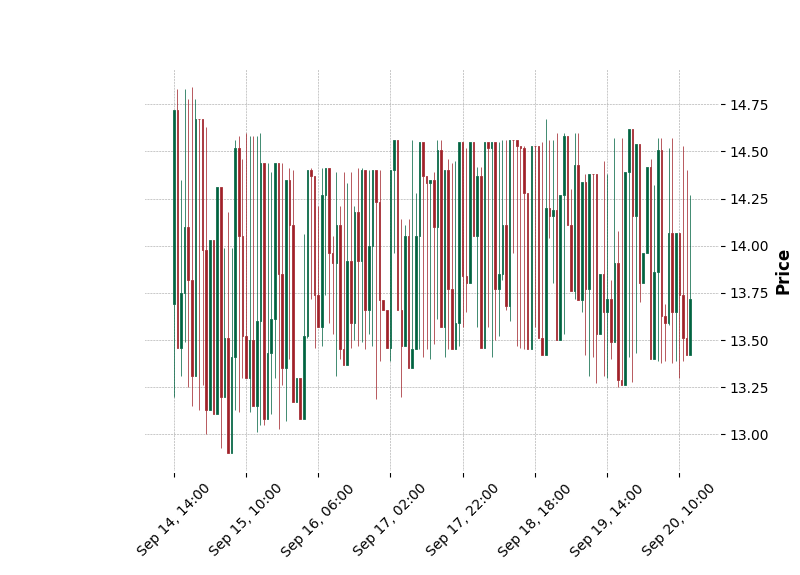 14.75
14.50
14.25
14.00
13.75
13.50
13.25
13.00
Price
Sep 14, 14:00
Sep 15, 10:00
Sep 16, 06:00
Sep 17, 02:00
Sep 17, 22:00
Sep 18, 18:00
Sep 19, 14:00
Sep 20, 10:00